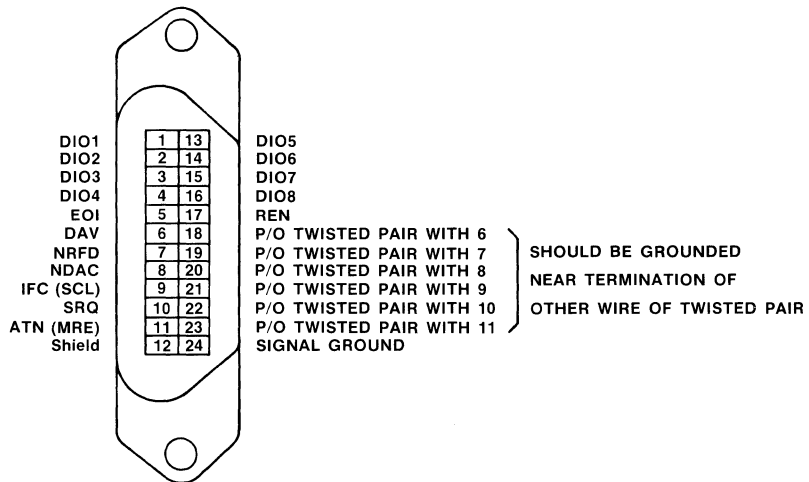 DIO1 1 13 DIO5
DIO2 2 14 DIO6
DIO3 3 15 DIO7
DIO4 4 16 DIO8
EOI 5 17 REN
DAV 6 18 P/O TWISTED PAIR WITH 6
NRFD 7 19 P/O TWISTED PAIR WITH 7
NDAC 8 20 P/O TWISTED PAIR WITH 8
IFC (SCL) 9 21 P/O TWISTED PAIR WITH 9
SRQ 10 22 P/O TWISTED PAIR WITH 10
ATN (MRE) 11 23 P/O TWISTED PAIR WITH 11
Shield 12 24 SIGNAL GROUND
SHOULD BE GROUNDED
NEAR TERMINATION OF
OTHER WIRE OF TWISTED PAIR